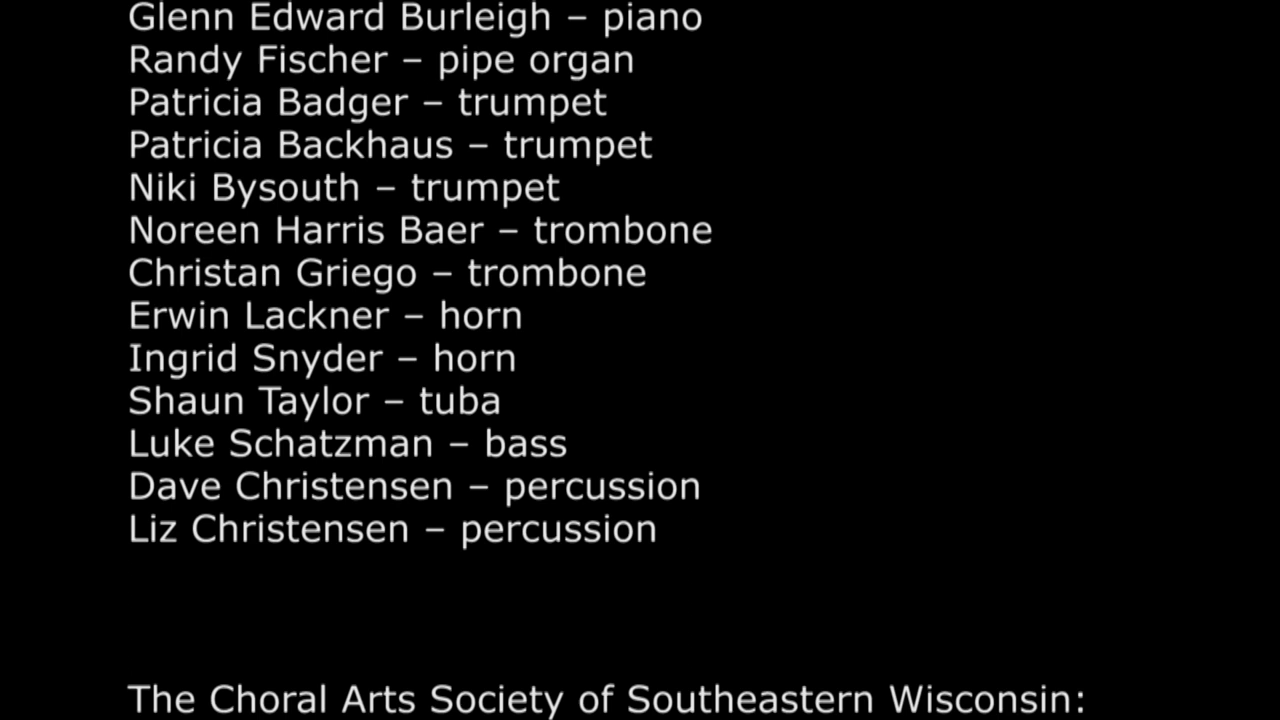 Glenn Edward Burleigh – piano
Randy Fischer – pipe organ
Patricia Badger – trumpet
Patricia Backhaus – trumpet
Niki Bysouth – trumpet
Noreen Harris Baer – trombone
Christan Griego – trombone
Erwin Lackner – horn
Ingrid Snyder – horn
Shaun Taylor – tuba
Luke Schatzman – bass
Dave Christensen – percussion
Liz Christensen – percussion
The Choral Arts Society of Southeastern Wisconsin: